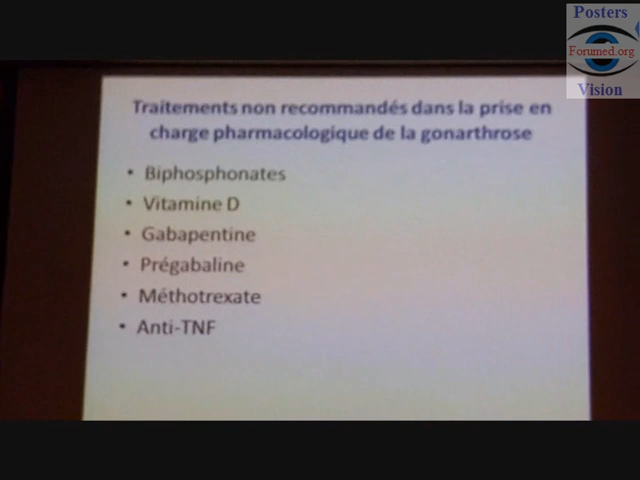 Posters
Forumed.org
Vision
Traitements non recommandés dans la prise en
charge pharmacologique de la gonarthrose
• Biphosphonates
• Vitamine D
• Gabapentine
• Prégabaline
• Méthotrexate
• Anti-TNF